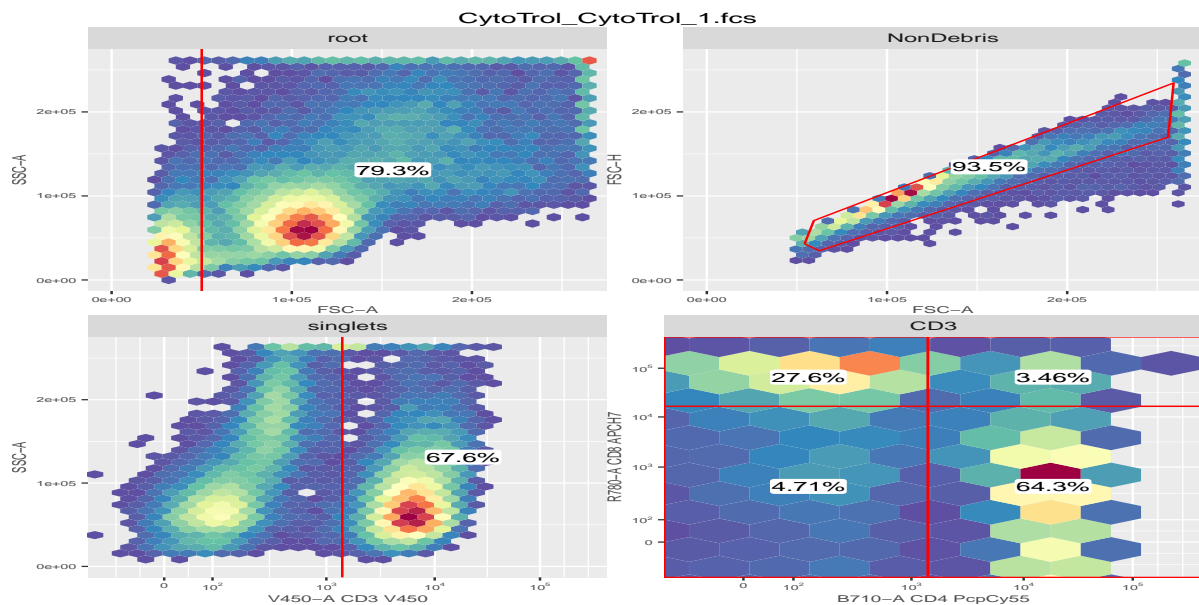 CytoTrol_CytoTrol_1.fcs
root
NonDebris
SSC−A
2e+05
1e+05
0e+00
79.3%
0e+00 1e+05 2e+05
FSC−A
FSC−H
2e+05
1e+05
0e+00
93.5%
0e+00 1e+05 2e+05
FSC−A
singlets
CD3
SSC−A
2e+05
1e+05
0e+00
67.6%
0 10² 10³ 10⁴ 10⁵
V450−A CD3 V450
R780−A CD8 APCH7
10⁵
10⁴
10³
10²
0
27.6% 3.46%
4.71% 64.3%
0 10² 10³ 10⁴ 10⁵
B710−A CD4 PcpCy55